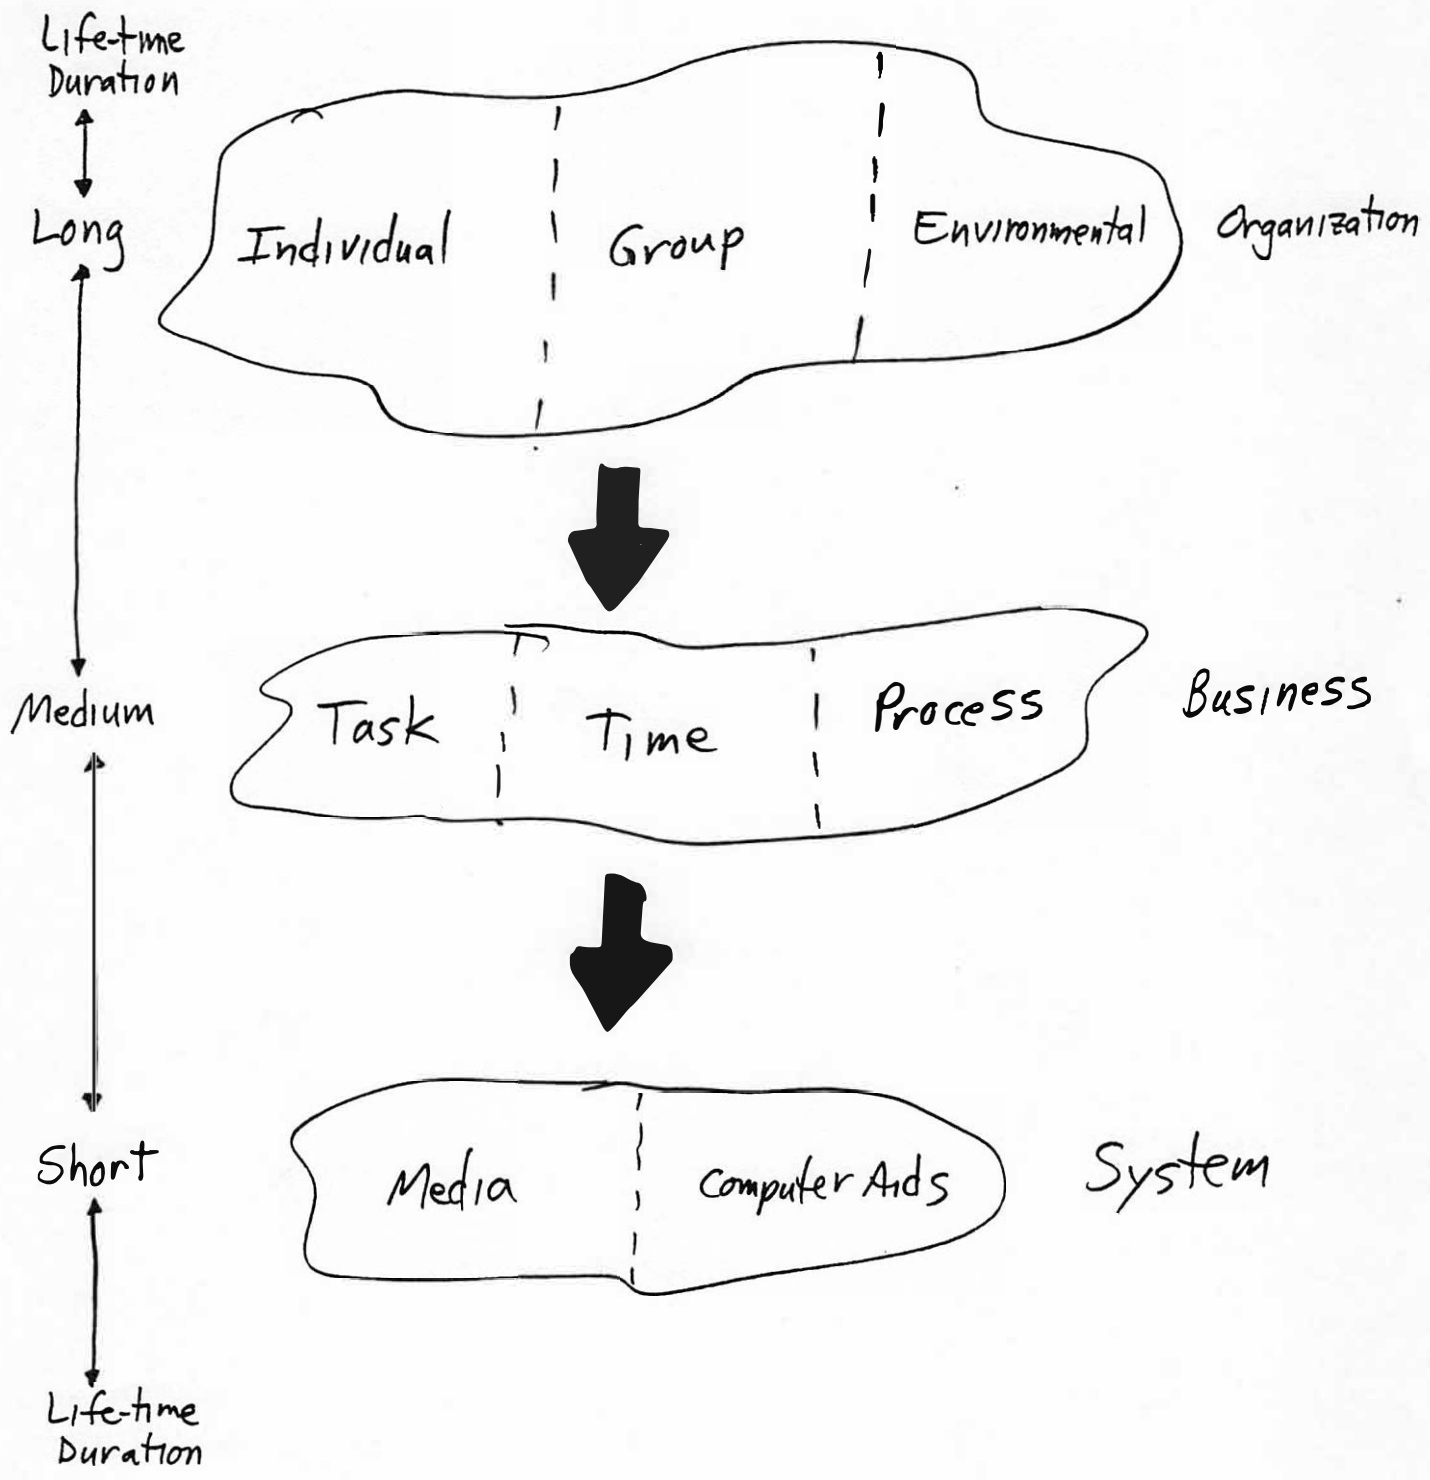 Life-time
Duration
Long
Individual
Group
Environmental
Organization
Medium
Task
Time
Process
Business
Short
Media
Computer Aids
System
Life-time
Duration